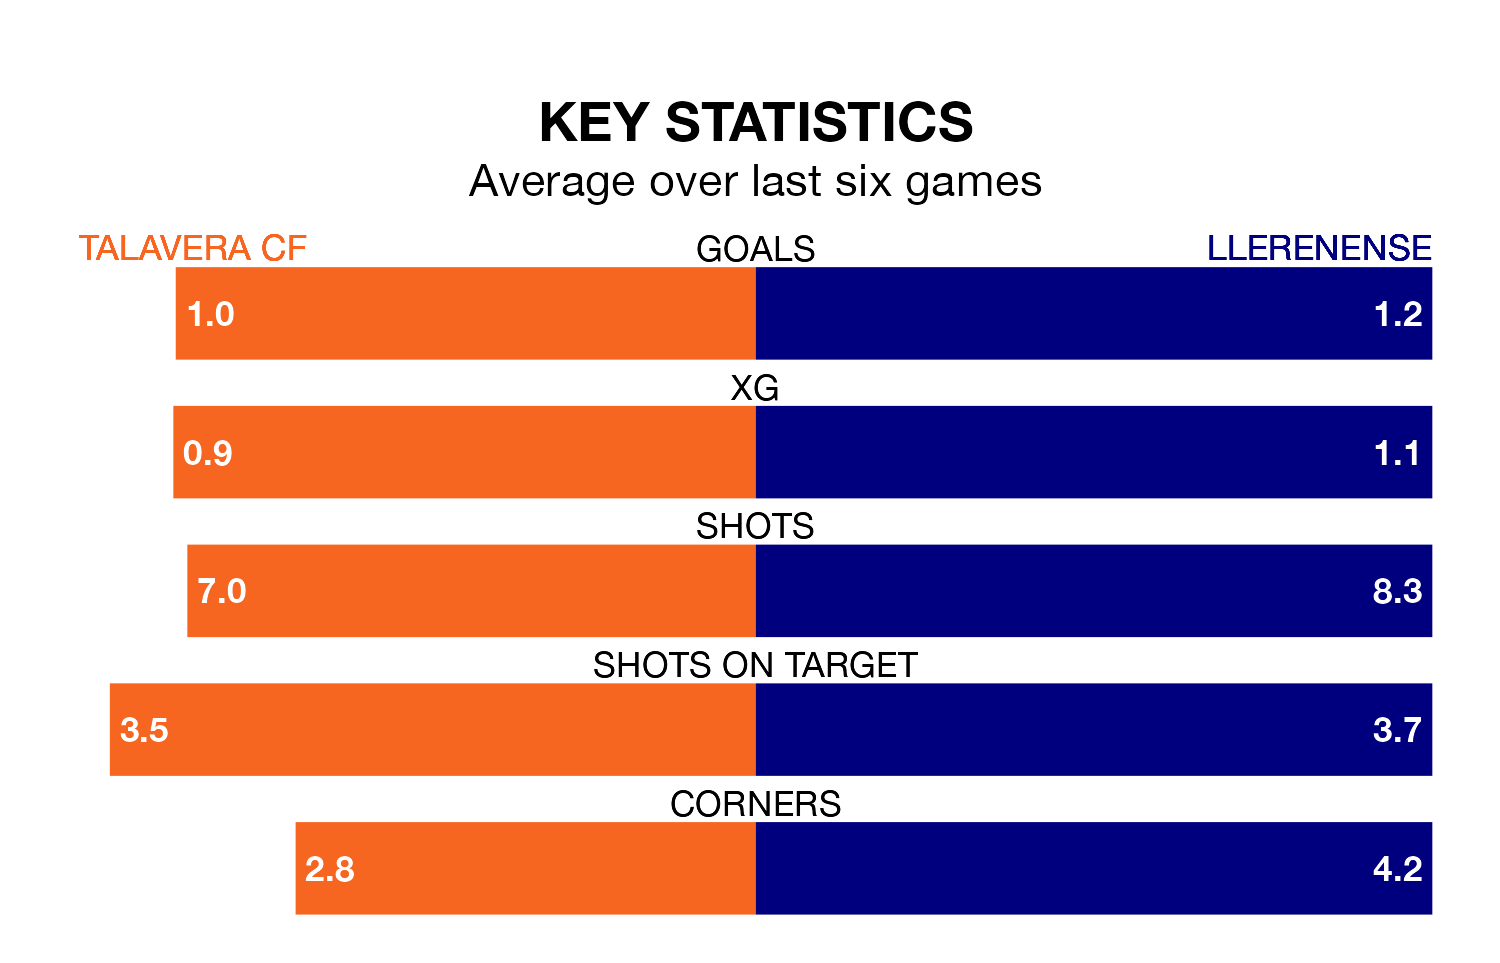 KEY STATISTICS
Average over last six games
TALAVERA CF GOALS LLERENENSE
1.0 1.2
XG
0.9 1.1
SHOTS
7.0 8.3
SHOTS ON TARGET
3.5 3.7
CORNERS
2.8 4.2